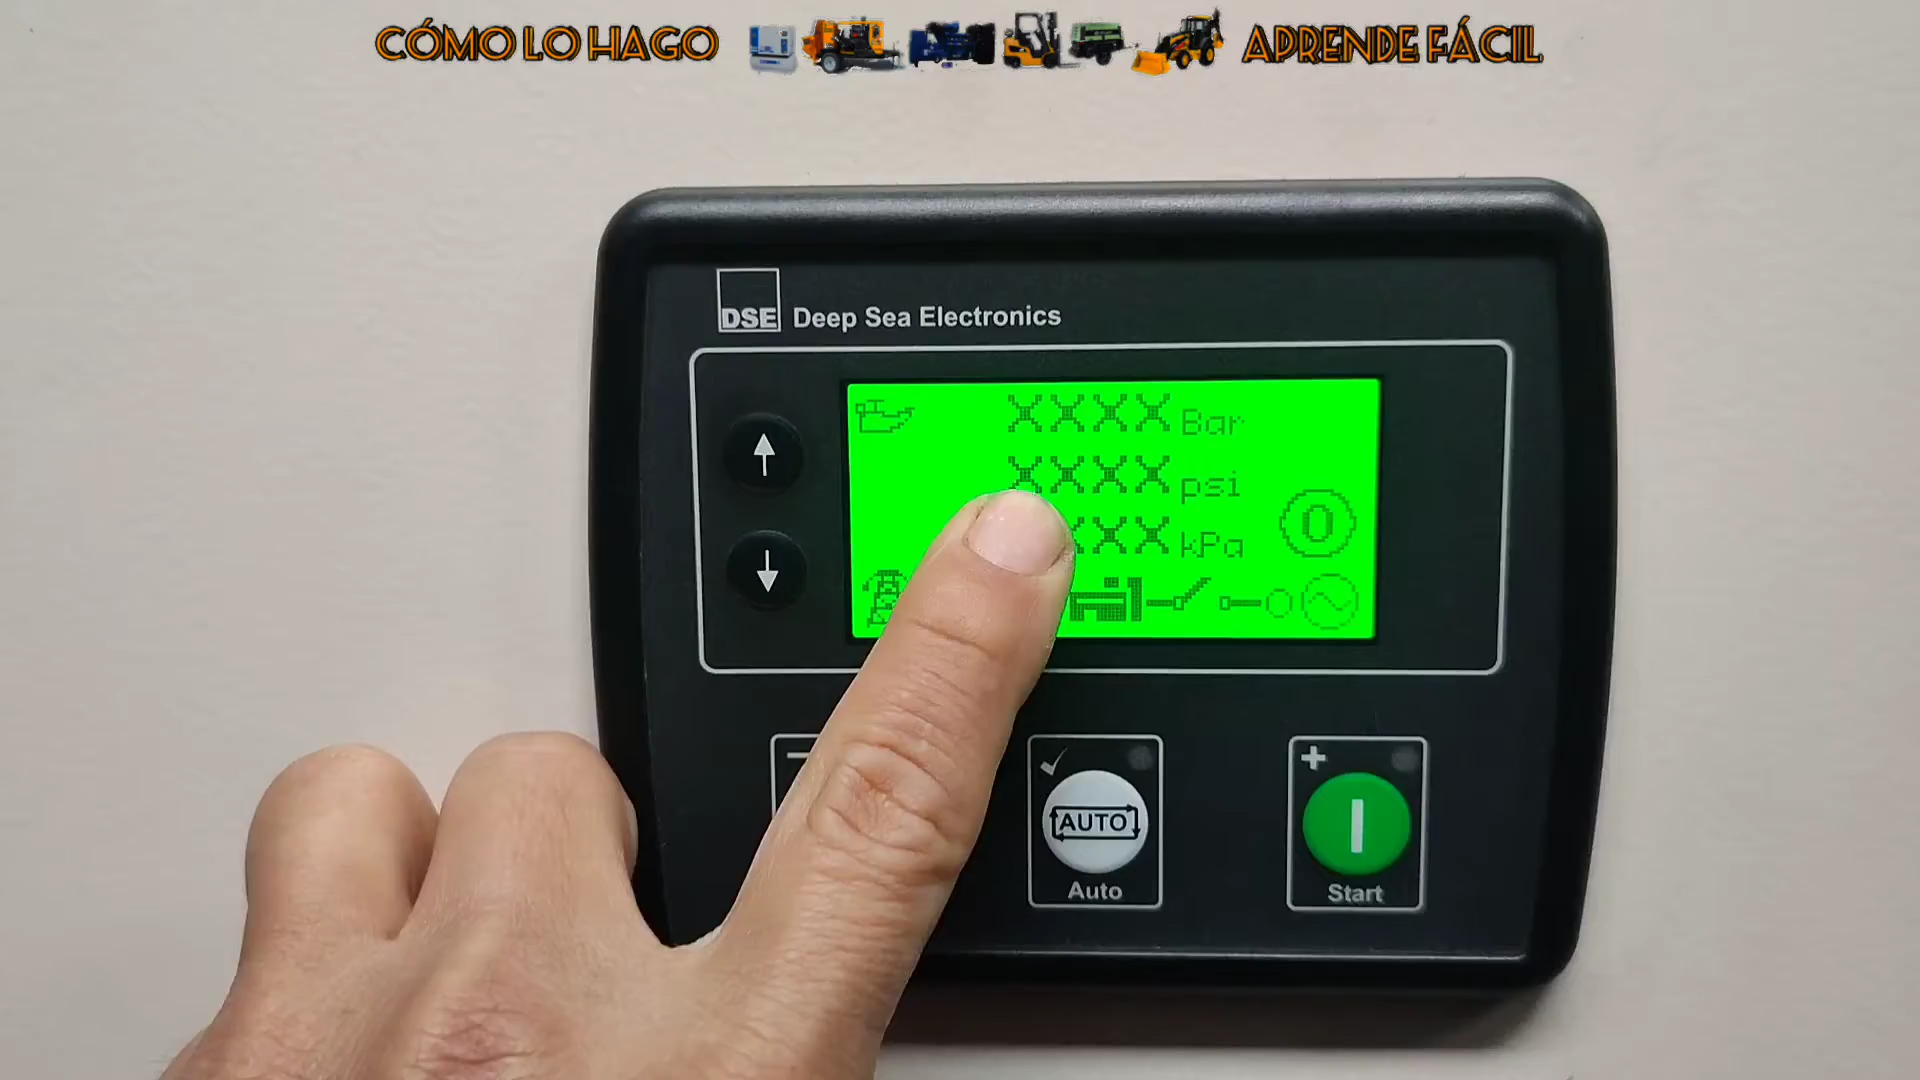 CÓMO LO HAGO APRENDE FÁCIL
DSE Deep Sea Electronics
XXXX Bar
XXXX psi
XXX kPa
0
AUTO
Auto
Start